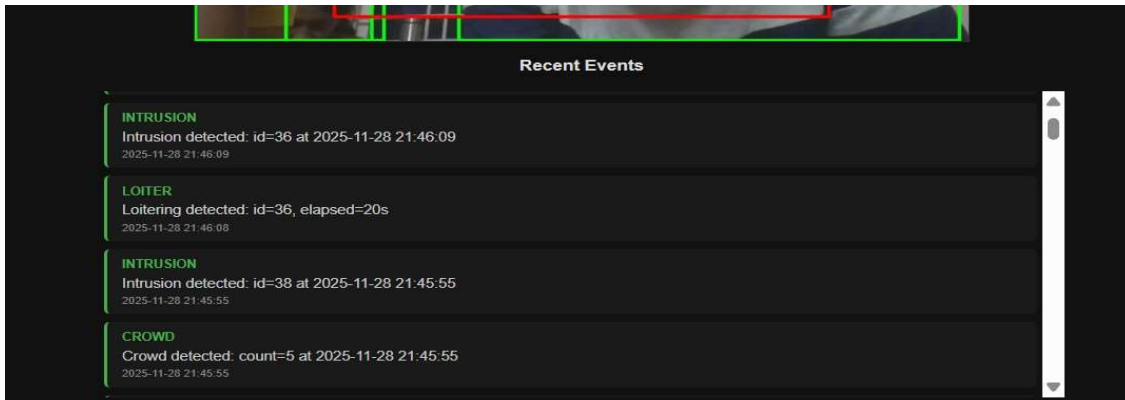 Recent Events
INTRUSION
Intrusion detected: id=36 at 2025-11-28 21:46:09
2025-11-28 21:46:09
LOITER
Loitering detected: id=36, elapsed=20s
2025-11-28 21:46:08
INTRUSION
Intrusion detected: id=38 at 2025-11-28 21:45:55
2025-11-28 21:45:55
CROWD
Crowd detected: count=5 at 2025-11-28 21:45:55
2025-11-28 21:45:55